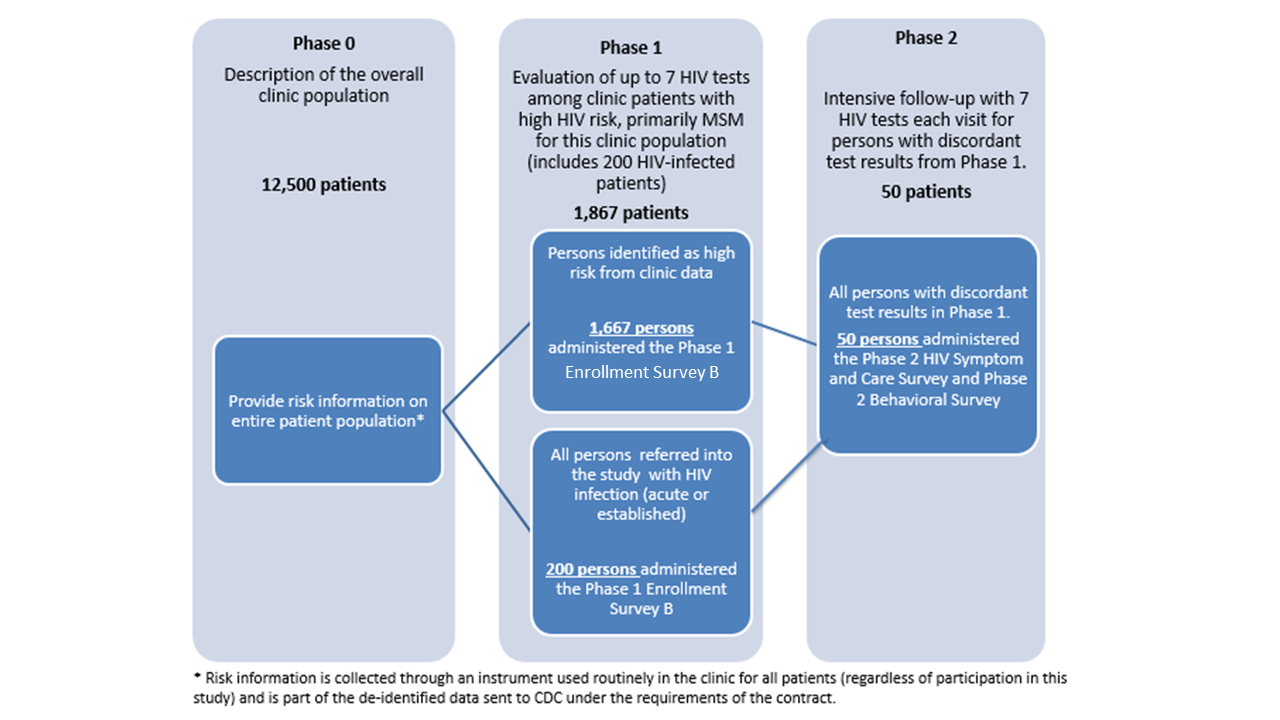 Phase 0
Description of the overall
clinic population
12,500 patients
Provide risk information on
entire patient population*
Phase 1
Evaluation of up to 7 HIV tests
among clinic patients with
high HIV risk, primarily MSM
for this clinic population
(includes 200 HIV-infected
patients)
1,867 patients
Persons identified as high
risk from clinic data
1,667 persons
administered the Phase 1
Enrollment Survey B
All persons referred into
the study with HIV
infection (acute or
established)
200 persons administered
the Phase 1 Enrollment
Survey B
Phase 2
Intensive follow-up with 7
HIV tests each visit for
persons with discordant
test results from Phase 1.
50 patients
All persons with discordant
test results in Phase 1.
50 persons administered
the Phase 2 HIV Symptom
and Care Survey and Phase
2 Behavioral Survey
* Risk information is collected through an instrument used routinely in the clinic for all patients (regardless of participation in this
study) and is part of the de-identified data sent to CDC under the requirements of the contract.